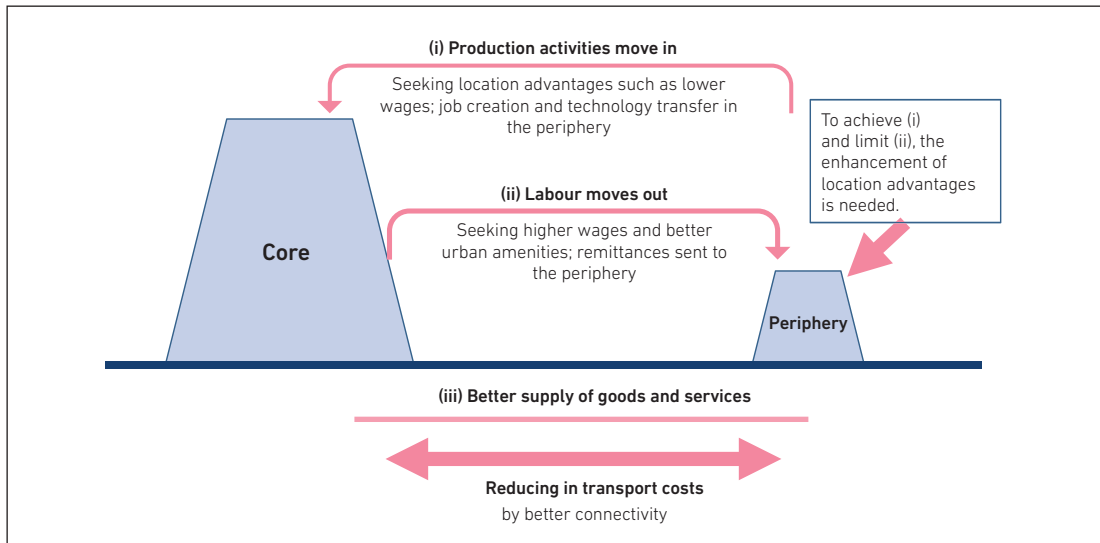 (i) Production activities move in
Seeking location advantages such as lower
wages; job creation and technology transfer in
the periphery
To achieve (i)
and limit (ii), the
enhancement of
location advantages
is needed.
(ii) Labour moves out
Seeking higher wages and better
urban amenities; remittances sent to
the periphery
Core
Periphery
(iii) Better supply of goods and services
Reducing in transport costs
by better connectivity